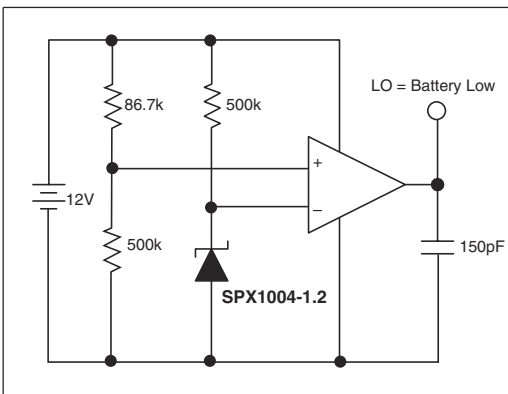 LO = Battery Low
86.7k
500k
+
12V
–
500k
150pF
SPX1004-1.2